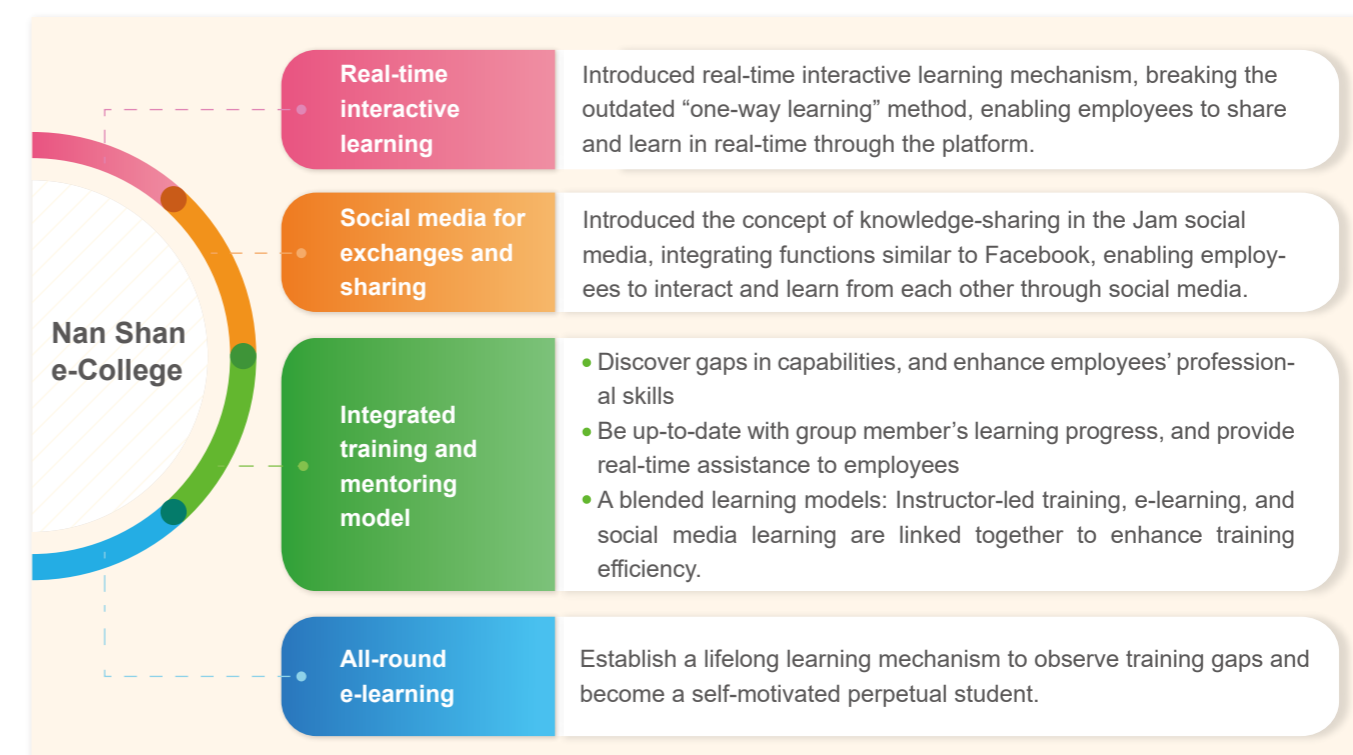 Nan Shan
e-College
Real-time
interactive
learning
Introduced real-time interactive learning mechanism, breaking the
outdated “one-way learning” method, enabling employees to share
and learn in real-time through the platform.
Social media for
exchanges and
sharing
Introduced the concept of knowledge-sharing in the Jam social
media, integrating functions similar to Facebook, enabling employ-
ees to interact and learn from each other through social media.
Integrated
training and
mentoring
model
• Discover gaps in capabilities, and enhance employees’ profession-
al skills
• Be up-to-date with group member’s learning progress, and provide
real-time assistance to employees
• A blended learning models: Instructor-led training, e-learning, and
social media learning are linked together to enhance training
efficiency.
All-round
e-learning
Establish a lifelong learning mechanism to observe training gaps and
become a self-motivated perpetual student.